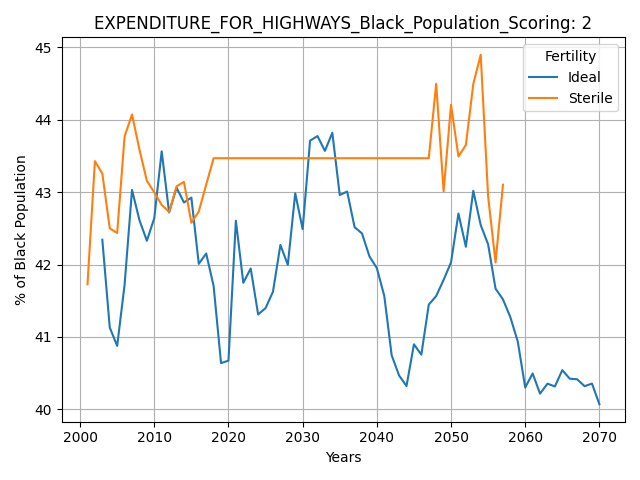 EXPENDITURE_FOR_HIGHWAYS_Black_Population_Scoring: 2
Fertility
Ideal
Sterile
% of Black Population
45
44
43
42
41
40
2000 2010 2020 2030 2040 2050 2060 2070
Years